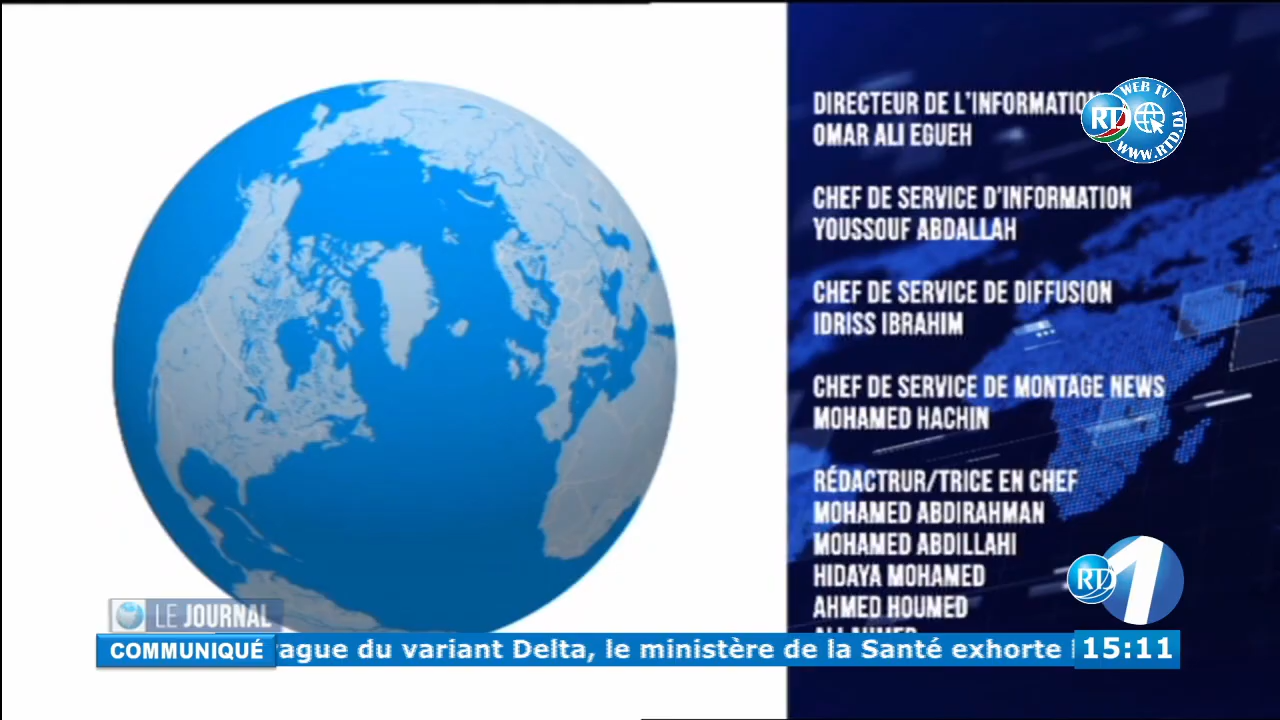 DIRECTEUR DE L'INFORMATION
OMAR ALI EGUEH
WEB TV
RTD
WWW.RTD.DJ
CHEF DE SERVICE D'INFORMATION
YOUSSOUF ABDALLAH
CHEF DE SERVICE DE DIFFUSION
IDRISS IBRAHIM
CHEF DE SERVICE DE MONTAGE NEWS
MOHAMED HACHIN
RÉDACTRUR/TRICE EN CHEF
MOHAMED ABDIRAHMAN
MOHAMED ABDILLAHI
HIDAYA MOHAMED
AHMED HOUMED
RTD 1
LE JOURNAL
COMMUNIQUÉ
ague du variant Delta, le ministère de la Santé exhorte
15:11